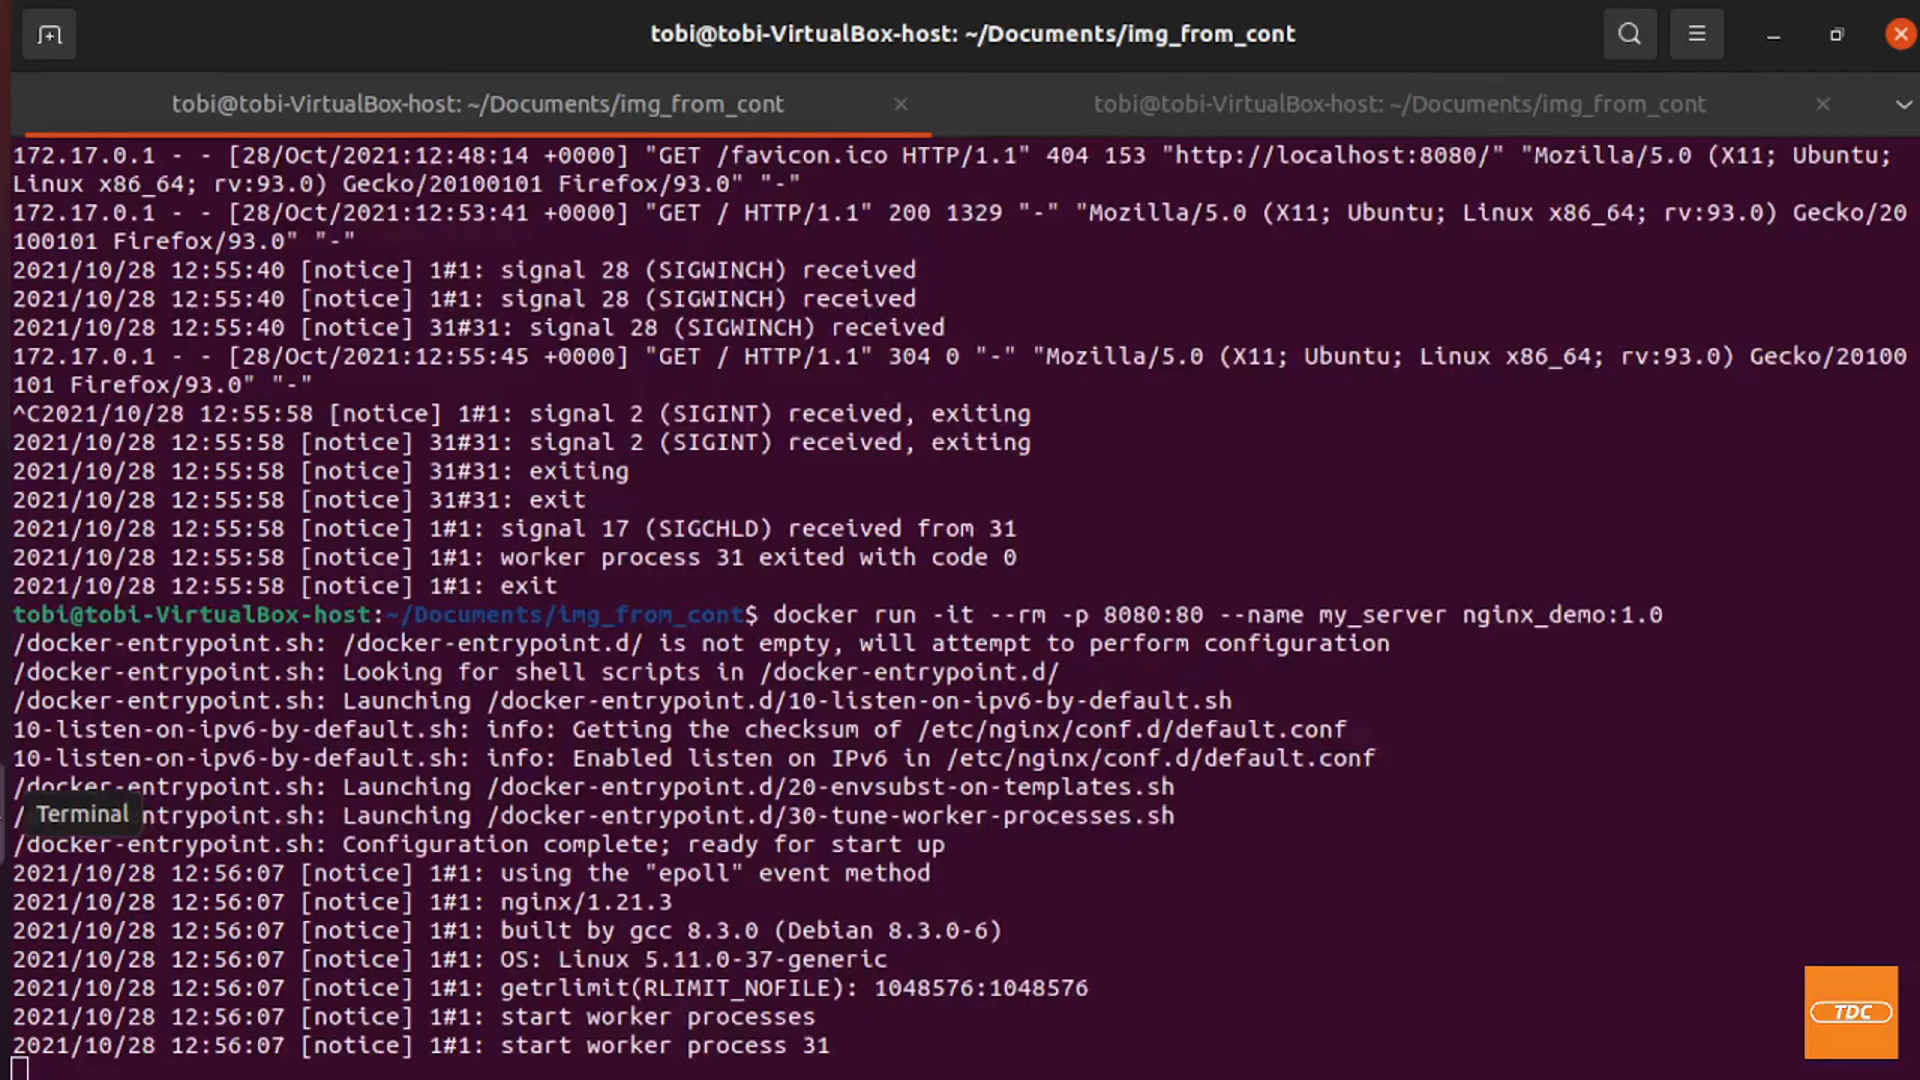 tobi@tobi-VirtualBox-host: ~/Documents/img_from_cont
tobi@tobi-VirtualBox-host: ~/Documents/img_from_cont
tobi@tobi-VirtualBox-host: ~/Documents/img_from_cont
172.17.0.1 - - [28/Oct/2021:12:48:14 +0000] "GET /favicon.ico HTTP/1.1" 404 153 "http://localhost:8080/" "Mozilla/5.0 (X11; Ubuntu;
Linux x86_64; rv:93.0) Gecko/20100101 Firefox/93.0" "-"
172.17.0.1 - - [28/Oct/2021:12:53:41 +0000] "GET / HTTP/1.1" 200 1329 "-" "Mozilla/5.0 (X11; Ubuntu; Linux x86_64; rv:93.0) Gecko/20
100101 Firefox/93.0" "-"
2021/10/28 12:55:40 [notice] 1#1: signal 28 (SIGWINCH) received
2021/10/28 12:55:40 [notice] 1#1: signal 28 (SIGWINCH) received
2021/10/28 12:55:40 [notice] 31#31: signal 28 (SIGWINCH) received
172.17.0.1 - - [28/Oct/2021:12:55:45 +0000] "GET / HTTP/1.1" 304 0 "-" "Mozilla/5.0 (X11; Ubuntu; Linux x86_64; rv:93.0) Gecko/20100
101 Firefox/93.0" "-"
^C2021/10/28 12:55:58 [notice] 1#1: signal 2 (SIGINT) received, exiting
2021/10/28 12:55:58 [notice] 31#31: signal 2 (SIGINT) received, exiting
2021/10/28 12:55:58 [notice] 31#31: exiting
2021/10/28 12:55:58 [notice] 31#31: exit
2021/10/28 12:55:58 [notice] 1#1: signal 17 (SIGCHLD) received from 31
2021/10/28 12:55:58 [notice] 1#1: worker process 31 exited with code 0
2021/10/28 12:55:58 [notice] 1#1: exit
tobi@tobi-VirtualBox-host:~/Documents/img_from_cont$ docker run -it --rm -p 8080:80 --name my_server nginx_demo:1.0
/docker-entrypoint.sh: /docker-entrypoint.d/ is not empty, will attempt to perform configuration
/docker-entrypoint.sh: Looking for shell scripts in /docker-entrypoint.d/
/docker-entrypoint.sh: Launching /docker-entrypoint.d/10-listen-on-ipv6-by-default.sh
10-listen-on-ipv6-by-default.sh: info: Getting the checksum of /etc/nginx/conf.d/default.conf
10-listen-on-ipv6-by-default.sh: info: Enabled listen on IPv6 in /etc/nginx/conf.d/default.conf
/docker-entrypoint.sh: Launching /docker-entrypoint.d/20-envsubst-on-templates.sh
/ Terminal ntrypoint.sh: Launching /docker-entrypoint.d/30-tune-worker-processes.sh
/docker-entrypoint.sh: Configuration complete; ready for start up
2021/10/28 12:56:07 [notice] 1#1: using the "epoll" event method
2021/10/28 12:56:07 [notice] 1#1: nginx/1.21.3
2021/10/28 12:56:07 [notice] 1#1: built by gcc 8.3.0 (Debian 8.3.0-6)
2021/10/28 12:56:07 [notice] 1#1: OS: Linux 5.11.0-37-generic
2021/10/28 12:56:07 [notice] 1#1: getrlimit(RLIMIT_NOFILE): 1048576:1048576
2021/10/28 12:56:07 [notice] 1#1: start worker processes
2021/10/28 12:56:07 [notice] 1#1: start worker process 31
TDC